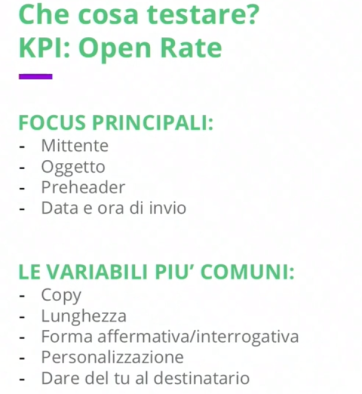 Che cosa testare?
KPI: Open Rate
FOCUS PRINCIPALI:
- Mittente
- Oggetto
- Preheader
- Data e ora di invio
LE VARIABILI PIU’ COMUNI:
- Copy
- Lunghezza
- Forma affermativa/interrogativa
- Personalizzazione
- Dare del tu al destinatario